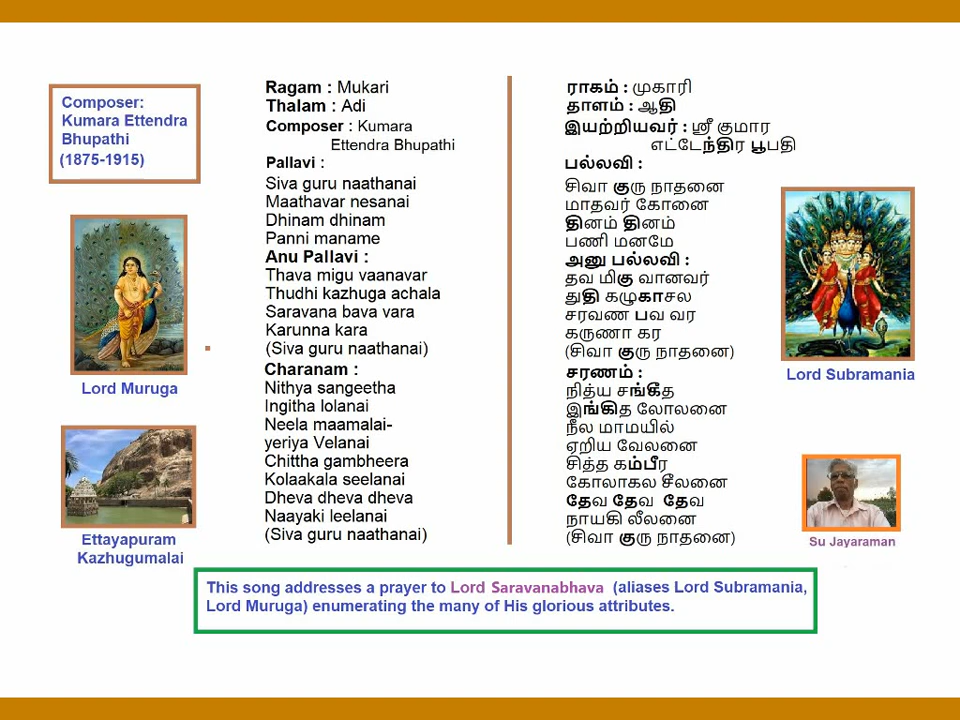 Composer:
Kumara Ettendra
Bhupathi
(1875-1915)
Lord Muruga
Ettayapuram
Kazhugumalai
Ragam : Mukari
Thalam : Adi
Composer : Kumara
Ettendra Bhupathi
Pallavi :
Siva guru naathanai
Maathavar nesanai
Dhinam dhinam
Panni maname
Anu Pallavi :
Thava migu vaanavar
Thudhi kazhuga achala
Saravana bava vara
Karunna kara
(Siva guru naathanai)
Charanam :
Nithya sangeetha
Ingitha lolanai
Neela maamalai-
yeriya Velanai
Chittha gambheera
Kolaakala seelanai
Dheva dheva dheva
Naayaki leelanai
(Siva guru naathanai)
ராகம் : முகாரி
தாளம் : ஆதி
இயற்றியவர் : ஸ்ரீ குமார
எட்டேந்திர பூபதி
பல்லவி :
சிவா குரு நாதனை
மாதவர் கோனை
தினம் தினம்
பணி மனமே
அனு பல்லவி :
தவ மிகு வானவர்
துதி கழுகாசல
சரவண பவ வர
கருணா கர
(சிவா குரு நாதனை)
சரணம் :
நித்ய சங்கீத
இங்கித லோலனை
நீல மாமயில்
ஏறிய வேலனை
சித்த கம்பீர
கோலாகல சீலனை
தேவ தேவ தேவ
நாயகி லீலனை
(சிவா குரு நாதனை)
Lord Subramania
Su Jayaraman
This song addresses a prayer to Lord Saravanabhava (aliases Lord Subramania,
Lord Muruga) enumerating the many of His glorious attributes.